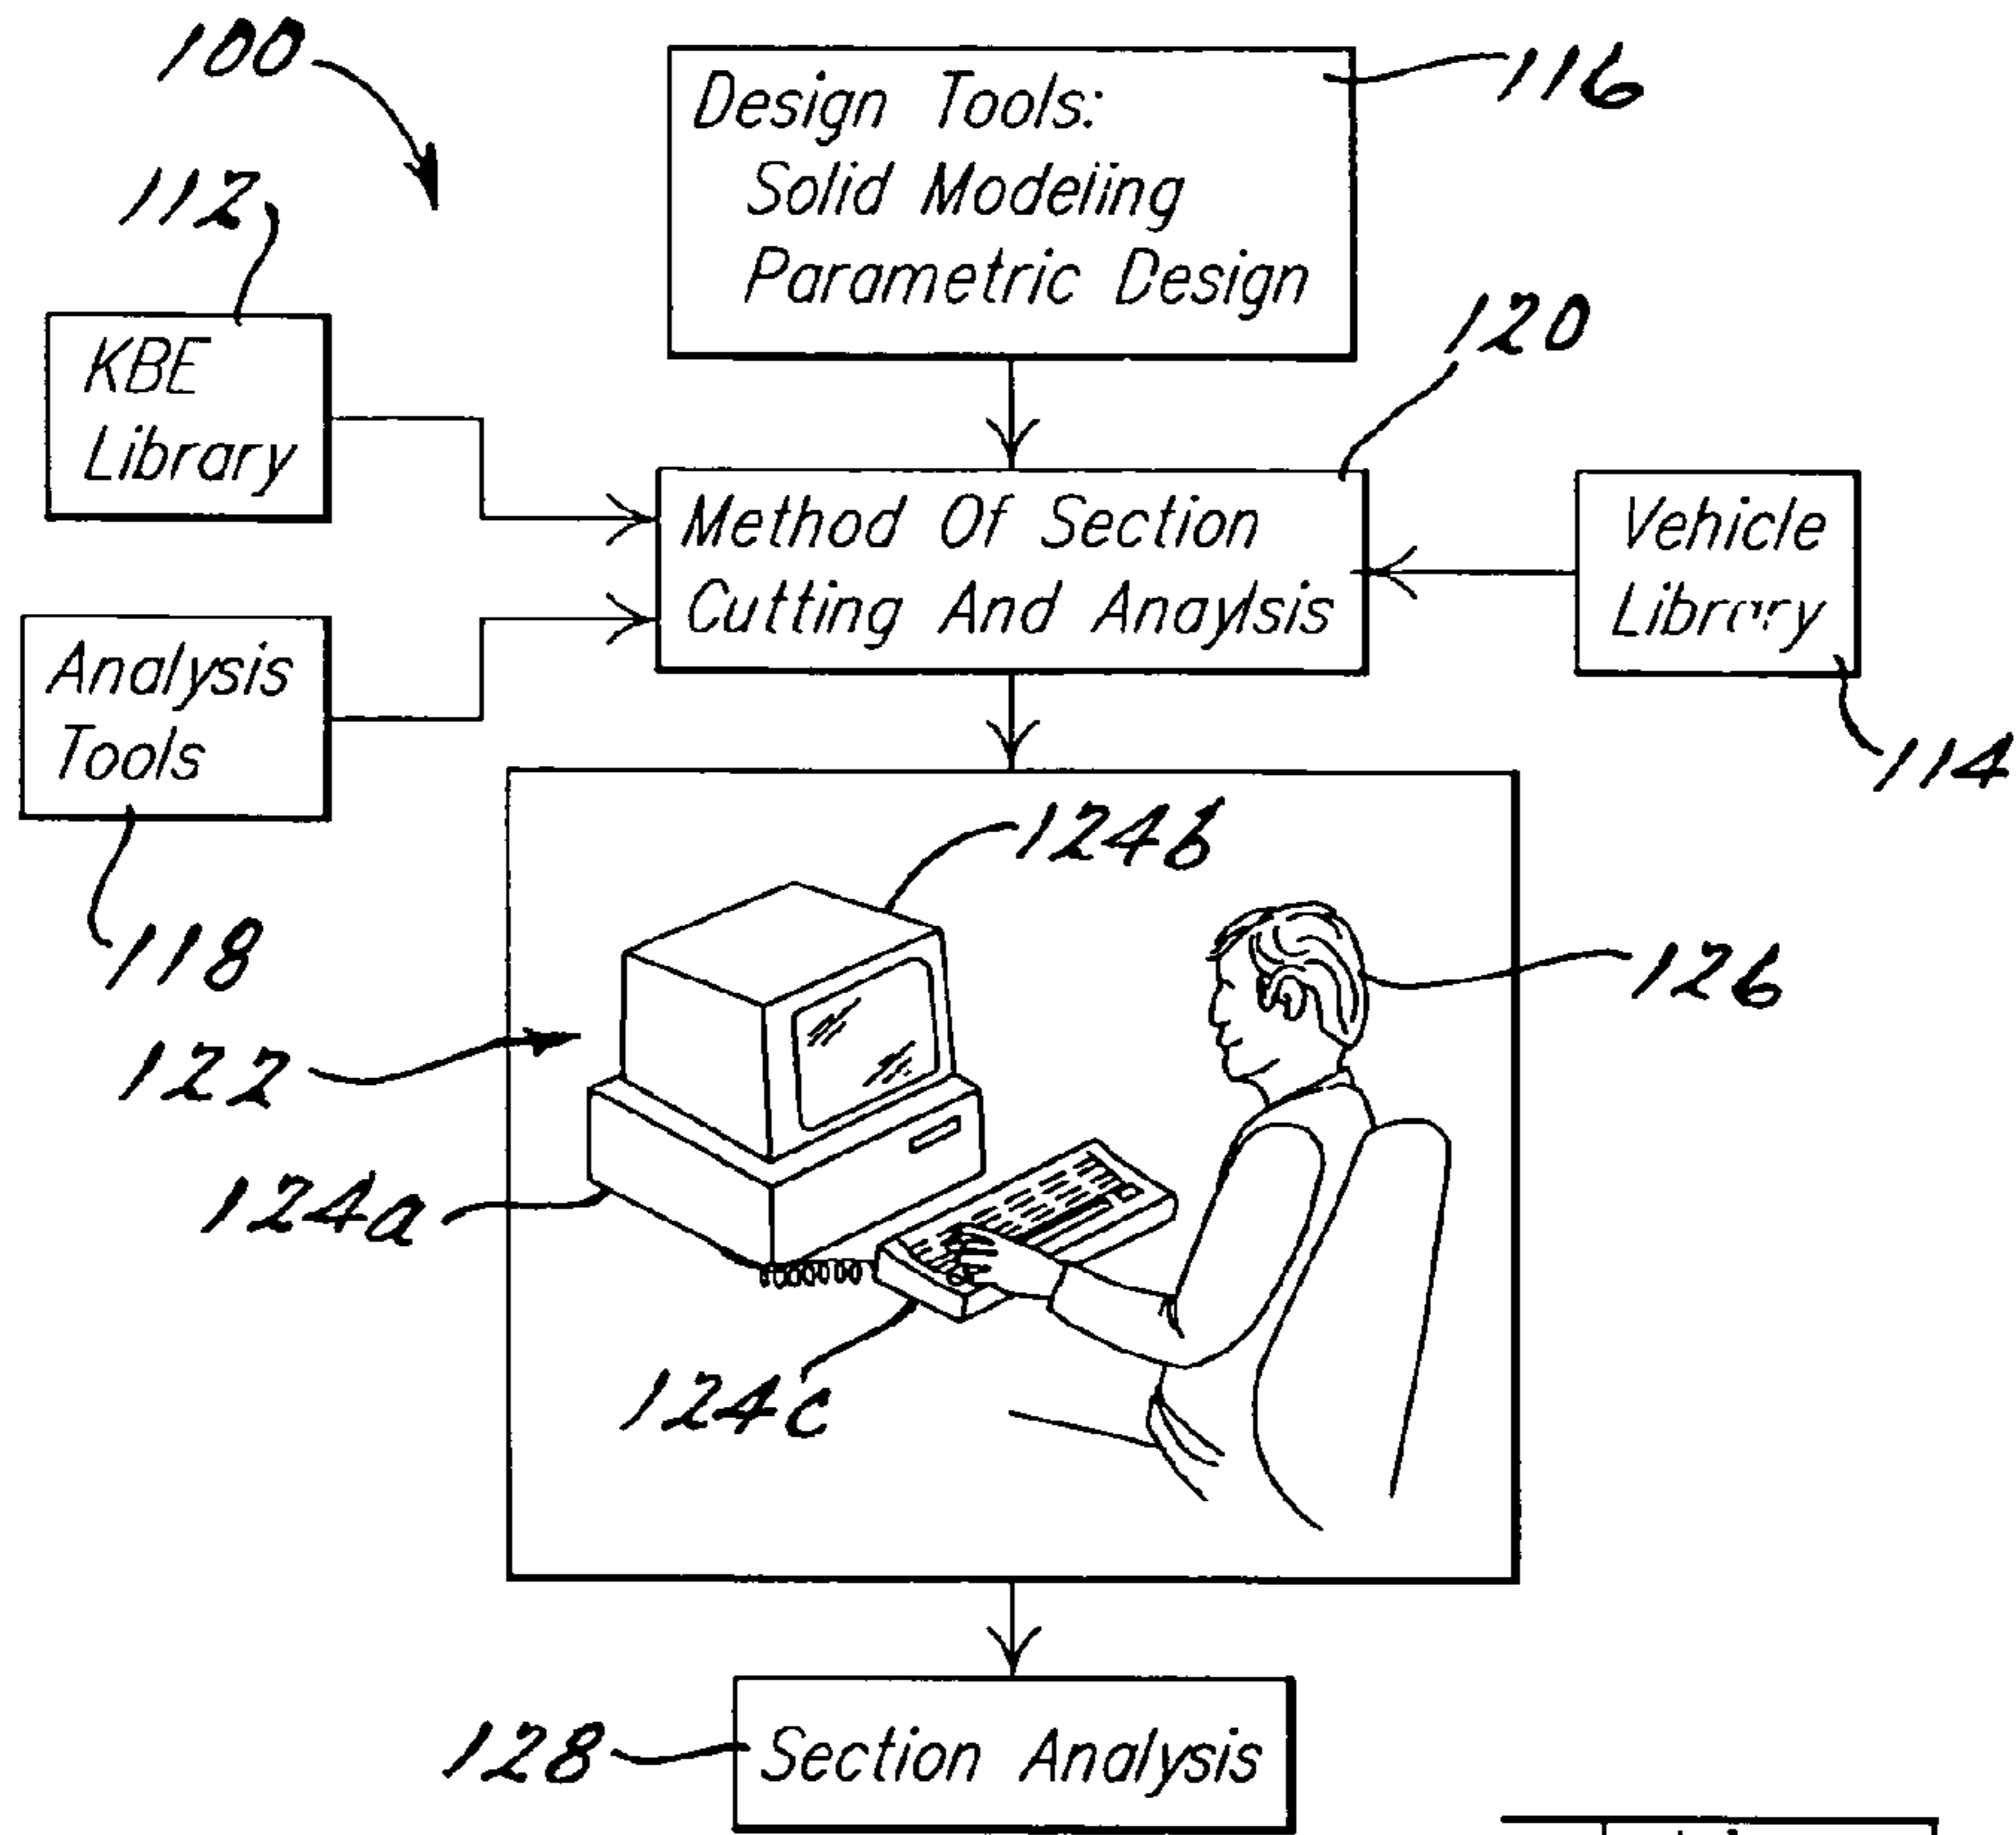 100
116
Design Tools:
Solid Modeling
Parametric Design
112
KBE
Library
120
Method Of Section
Cutting And Anaylsis
Vehicle
Library
114
Analysis
Tools
118
124b
126
122
124a
124c
128
Section Analysis